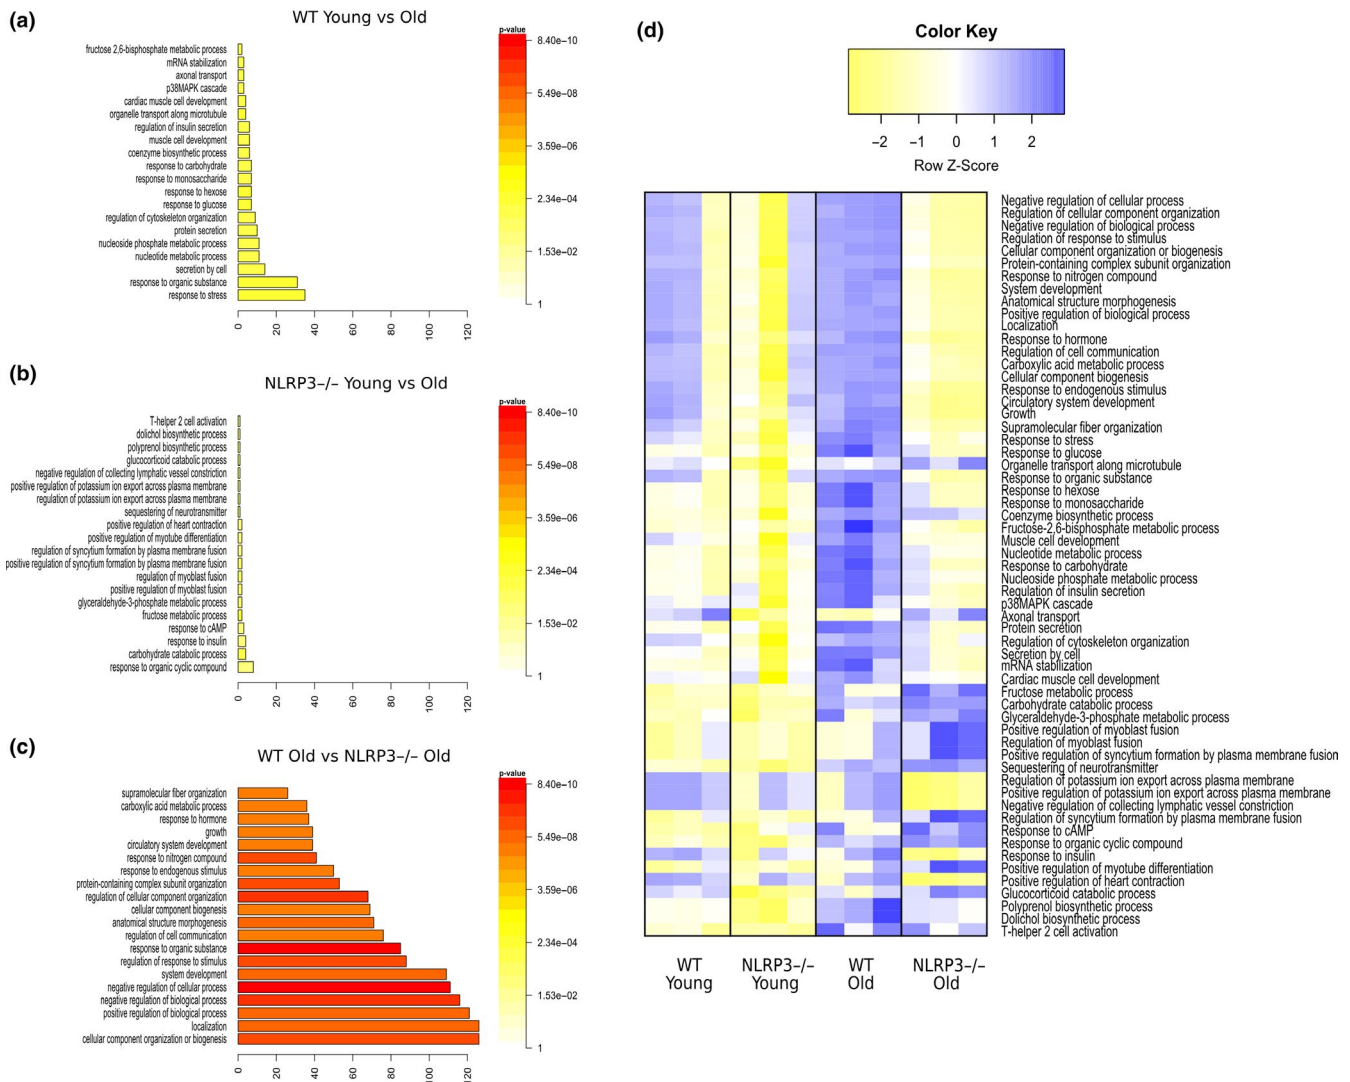 (a)
WT Young vs Old
fructose 2,6-bisphosphate metabolic process
mRNA stabilization
axonal transport
p38MAPK cascade
cardiac muscle cell development
organelle transport along microtubule
regulation of insulin secretion
muscle cell development
coenzyme biosynthetic process
response to carbohydrate
response to monosaccharide
response to hexose
response to glucose
regulation of cytoskeleton organization
protein secretion
nucleoside phosphate metabolic process
nucleotide metabolic process
secretion by cell
response to organic substance
response to stress
0 20 40 60 80 100 120
p-value
8.40e−10
5.49e−08
3.59e−06
2.34e−04
1.53e−02
1
(b)
NLRP3−/− Young vs Old
T-helper 2 cell activation
dolichol biosynthetic process
polyprenol biosynthetic process
glucocorticoid catabolic process
negative regulation of collecting lymphatic vessel constriction
positive regulation of potassium ion export across plasma membrane
regulation of potassium ion export across plasma membrane
sequestering of neurotransmitter
positive regulation of heart contraction
positive regulation of myotube differentiation
regulation of syncytium formation by plasma membrane fusion
positive regulation of syncytium formation by plasma membrane fusion
regulation of myoblast fusion
positive regulation of myoblast fusion
glyceraldehyde-3-phosphate metabolic process
fructose metabolic process
response to cAMP
response to insulin
carbohydrate catabolic process
response to organic cyclic compound
0 20 40 60 80 100 120
p-value
8.40e−10
5.49e−08
3.59e−06
2.34e−04
1.53e−02
1
(c)
WT Old vs NLRP3−/− Old
supramolecular fiber organization
carboxylic acid metabolic process
response to hormone
growth
circulatory system development
response to nitrogen compound
response to endogenous stimulus
protein-containing complex subunit organization
regulation of cellular component organization
cellular component biogenesis
anatomical structure morphogenesis
regulation of cell communication
response to organic substance
regulation of response to stimulus
system development
negative regulation of cellular process
negative regulation of biological process
positive regulation of biological process
localization
cellular component organization or biogenesis
0 20 40 60 80 100 120
p-value
8.40e−10
5.49e−08
3.59e−06
2.34e−04
1.53e−02
1
(d)
Color Key
−2 −1 0 1 2
Row Z-Score
Negative regulation of cellular process
Regulation of cellular component organization
Negative regulation of biological process
Regulation of response to stimulus
Cellular component organization or biogenesis
Protein-containing complex subunit organization
Response to nitrogen compound
System development
Anatomical structure morphogenesis
Positive regulation of biological process
Localization
Response to hormone
Regulation of cell communication
Carboxylic acid metabolic process
Cellular component biogenesis
Response to endogenous stimulus
Circulatory system development
Growth
Supramolecular fiber organization
Response to stress
Response to glucose
Organelle transport along microtubule
Response to organic substance
Response to hexose
Response to monosaccharide
Coenzyme biosynthetic process
Fructose-2,6-bisphosphate metabolic process
Muscle cell development
Nucleotide metabolic process
Response to carbohydrate
Nucleoside phosphate metabolic process
Regulation of insulin secretion
p38MAPK cascade
Axonal transport
Protein secretion
Regulation of cytoskeleton organization
Secretion by cell
mRNA stabilization
Cardiac muscle cell development
Fructose metabolic process
Carbohydrate catabolic process
Glyceraldehyde-3-phosphate metabolic process
Positive regulation of myoblast fusion
Regulation of myoblast fusion
Positive regulation of syncytium formation by plasma membrane fusion
Sequestering of neurotransmitter
Regulation of potassium ion export across plasma membrane
Positive regulation of potassium ion export across plasma membrane
Negative regulation of collecting lymphatic vessel constriction
Regulation of syncytium formation by plasma membrane fusion
Response to cAMP
Response to organic cyclic compound
Response to insulin
Positive regulation of myotube differentiation
Positive regulation of heart contraction
Glucocorticoid catabolic process
Polyprenol biosynthetic process
Dolichol biosynthetic process
T-helper 2 cell activation
WT NLRP3−/− WT NLRP3−/−
Young Young Old Old